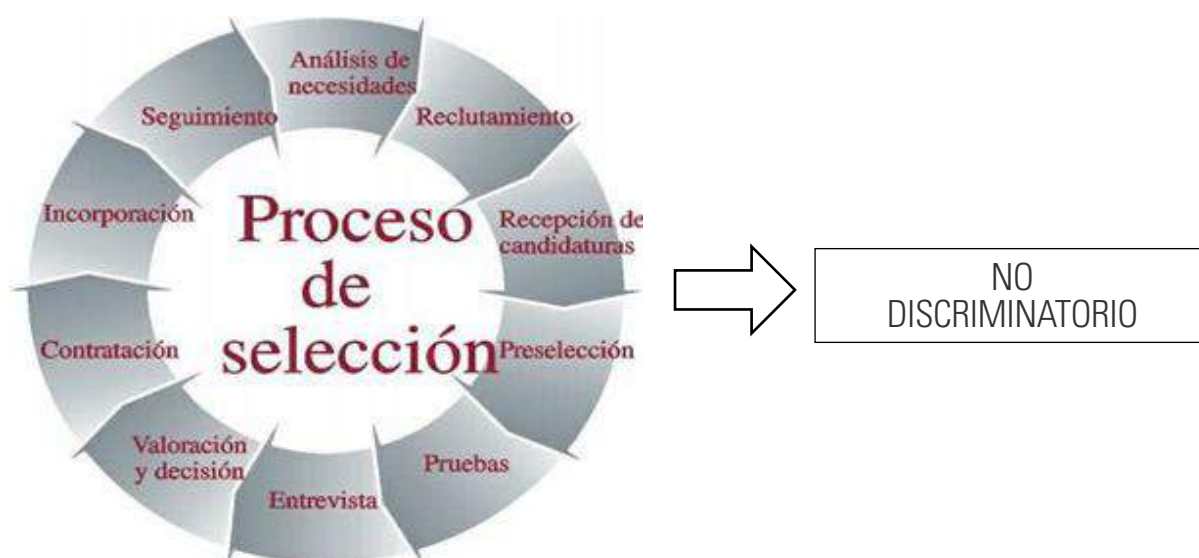 Proceso
de
selección
Análisis de
necesidades
Reclutamiento
Recepción de
candidaturas
Preselección
Pruebas
Entrevista
Valoración
y decisión
Contratación
Incorporación
Seguimiento
NO
DISCRIMINATORIO